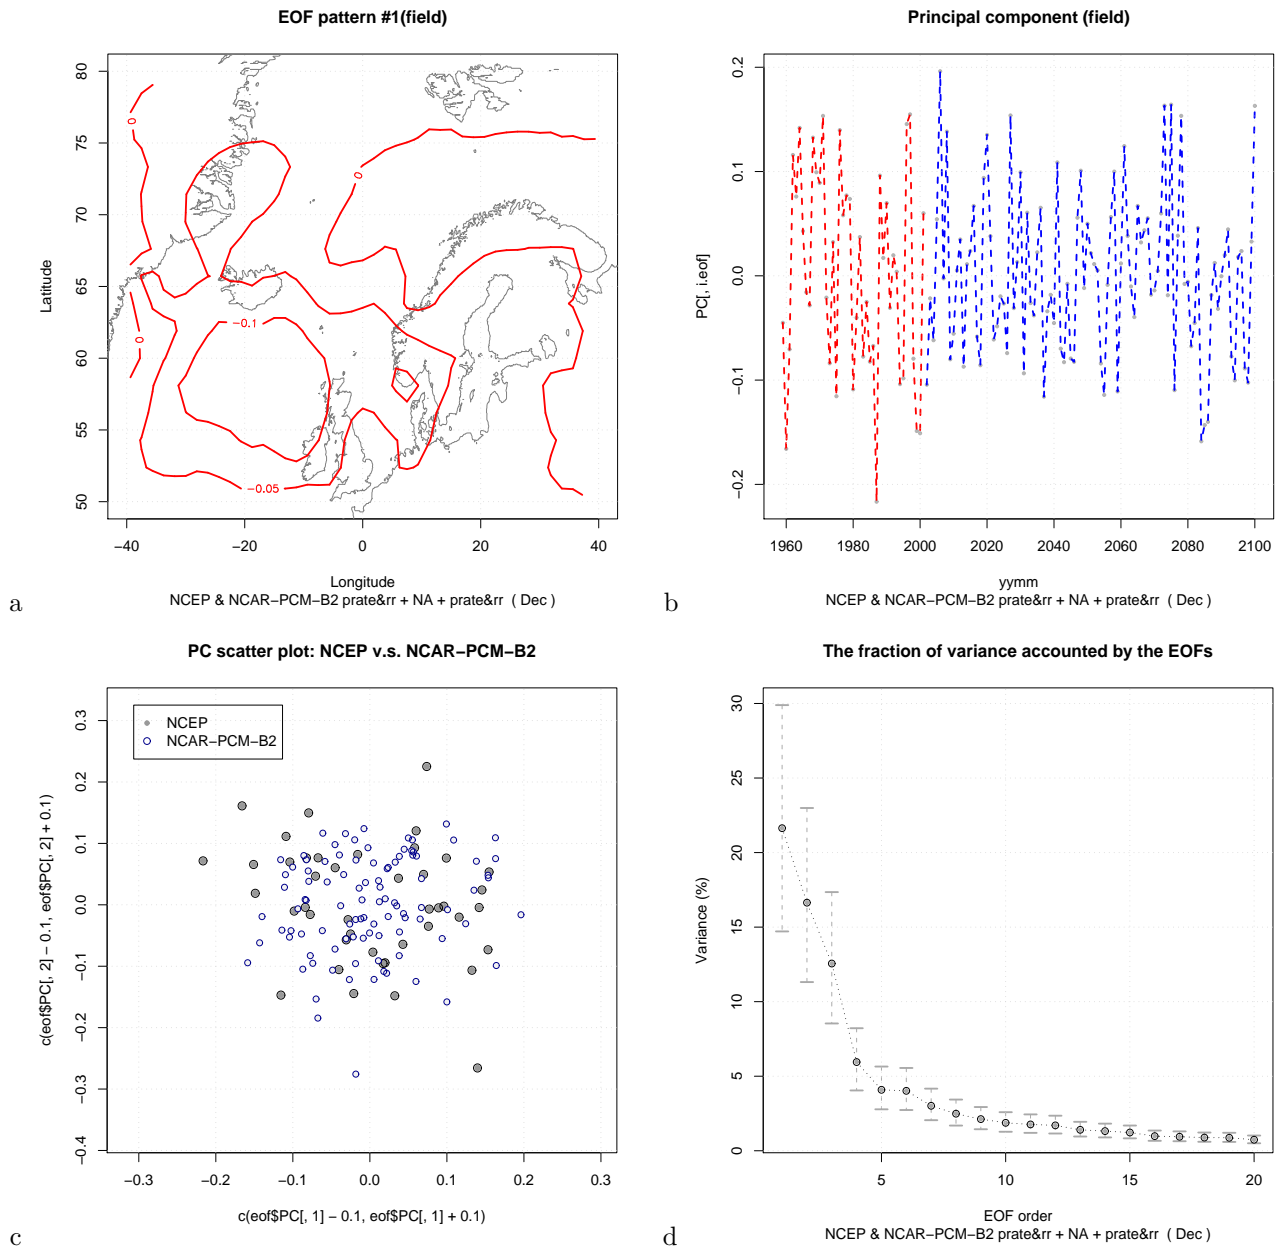 EOF pattern #1(field)
80
75
70
65
60
55
50
Latitude
0
0
0
−0.1
−0.05
−40
−20
0
20
40
Longitude
NCEP & NCAR−PCM−B2 prate&rr + NA + prate&rr ( Dec )
a
Principal component (field)
0.2
0.1
0.0
−0.1
−0.2
PC[, i.eof]
1960
1980
2000
2020
2040
2060
2080
2100
yymm
NCEP & NCAR−PCM−B2 prate&rr + NA + prate&rr ( Dec )
b
PC scatter plot: NCEP v.s. NCAR−PCM−B2
NCEP
NCAR−PCM−B2
0.3
0.2
0.1
0.0
−0.1
−0.2
−0.3
−0.4
c(eof$PC[, 2] − 0.1, eof$PC[, 2] + 0.1)
−0.3
−0.2
−0.1
0.0
0.1
0.2
0.3
c(eof$PC[, 1] − 0.1, eof$PC[, 1] + 0.1)
c
The fraction of variance accounted by the EOFs
30
25
20
15
10
5
0
Variance (%)
5
10
15
20
EOF order
NCEP & NCAR−PCM−B2 prate&rr + NA + prate&rr ( Dec )
d